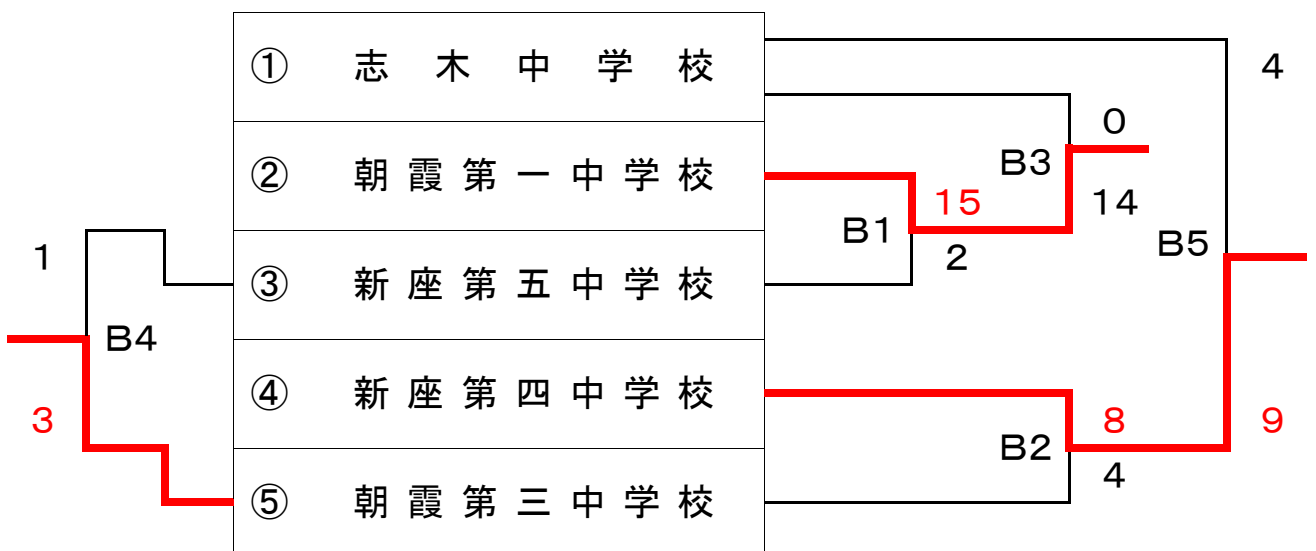 ① 志木中学校 4
0
B3
② 朝霞第一中学校 15 14
B1 B5
1 2
③ 新座第五中学校
B4
④ 新座第四中学校
3 8 9
B2
4
⑤ 朝霞第三中学校